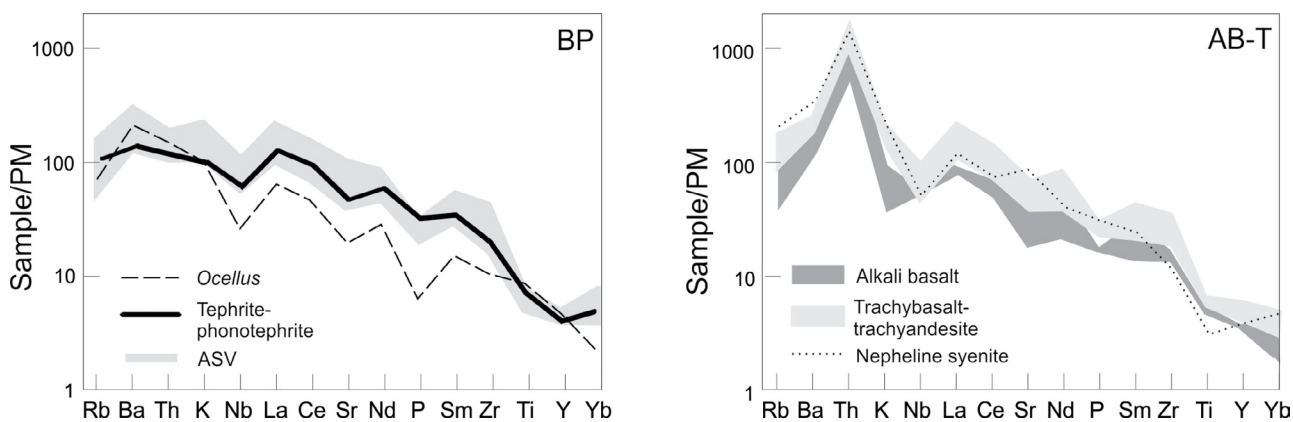 BP
Sample/PM
1000
100
10
1
Ocellus
Tephrite-
phonotephrite
ASV
Rb Ba Th K Nb La Ce Sr Nd P Sm Zr Ti Y Yb
AB-T
Sample/PM
1000
100
10
1
Alkali basalt
Trachybasalt-
trachyandesite
Nepheline syenite
Rb Ba Th K Nb La Ce Sr Nd P Sm Zr Ti Y Yb